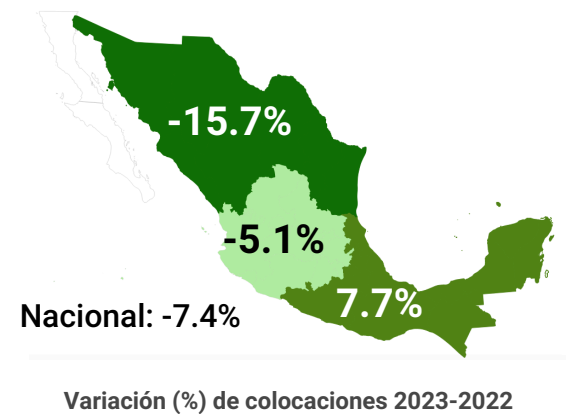 -15.7%
-5.1%
7.7%
Nacional: -7.4%
Variación (%) de colocaciones 2023-2022